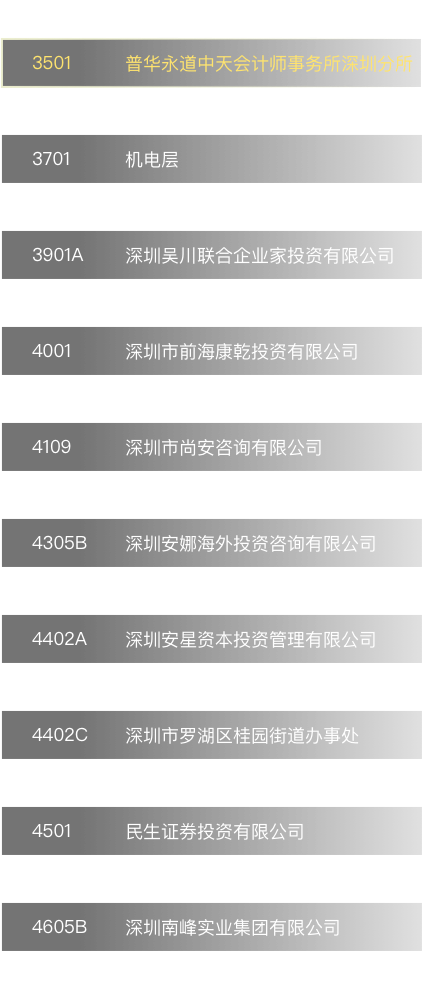 3501 普华永道中天会计师事务所深圳分所
3701 机电层
3901A 深圳吴川联合企业家投资有限公司
4001 深圳市前海康乾投资有限公司
4109 深圳市尚安咨询有限公司
4305B 深圳安娜海外投资咨询有限公司
4402A 深圳安星资本投资管理有限公司
4402C 深圳市罗湖区桂园街道办事处
4501 民生证券投资有限公司
4605B 深圳南峰实业集团有限公司